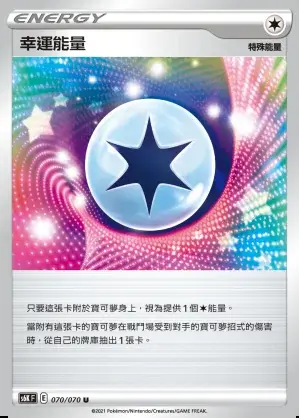 ENERGY
幸運能量
特殊能量
只要這張卡附於寶可夢身上，視為提供1個能量。
當附有這張卡的寶可夢在戰鬥場受到對手的寶可夢招式的傷害
時，從自己的牌庫抽出1張卡。
S6K F E 070/070 U
©2021 Pokémon/Nintendo/Creatures/GAME FREAK.